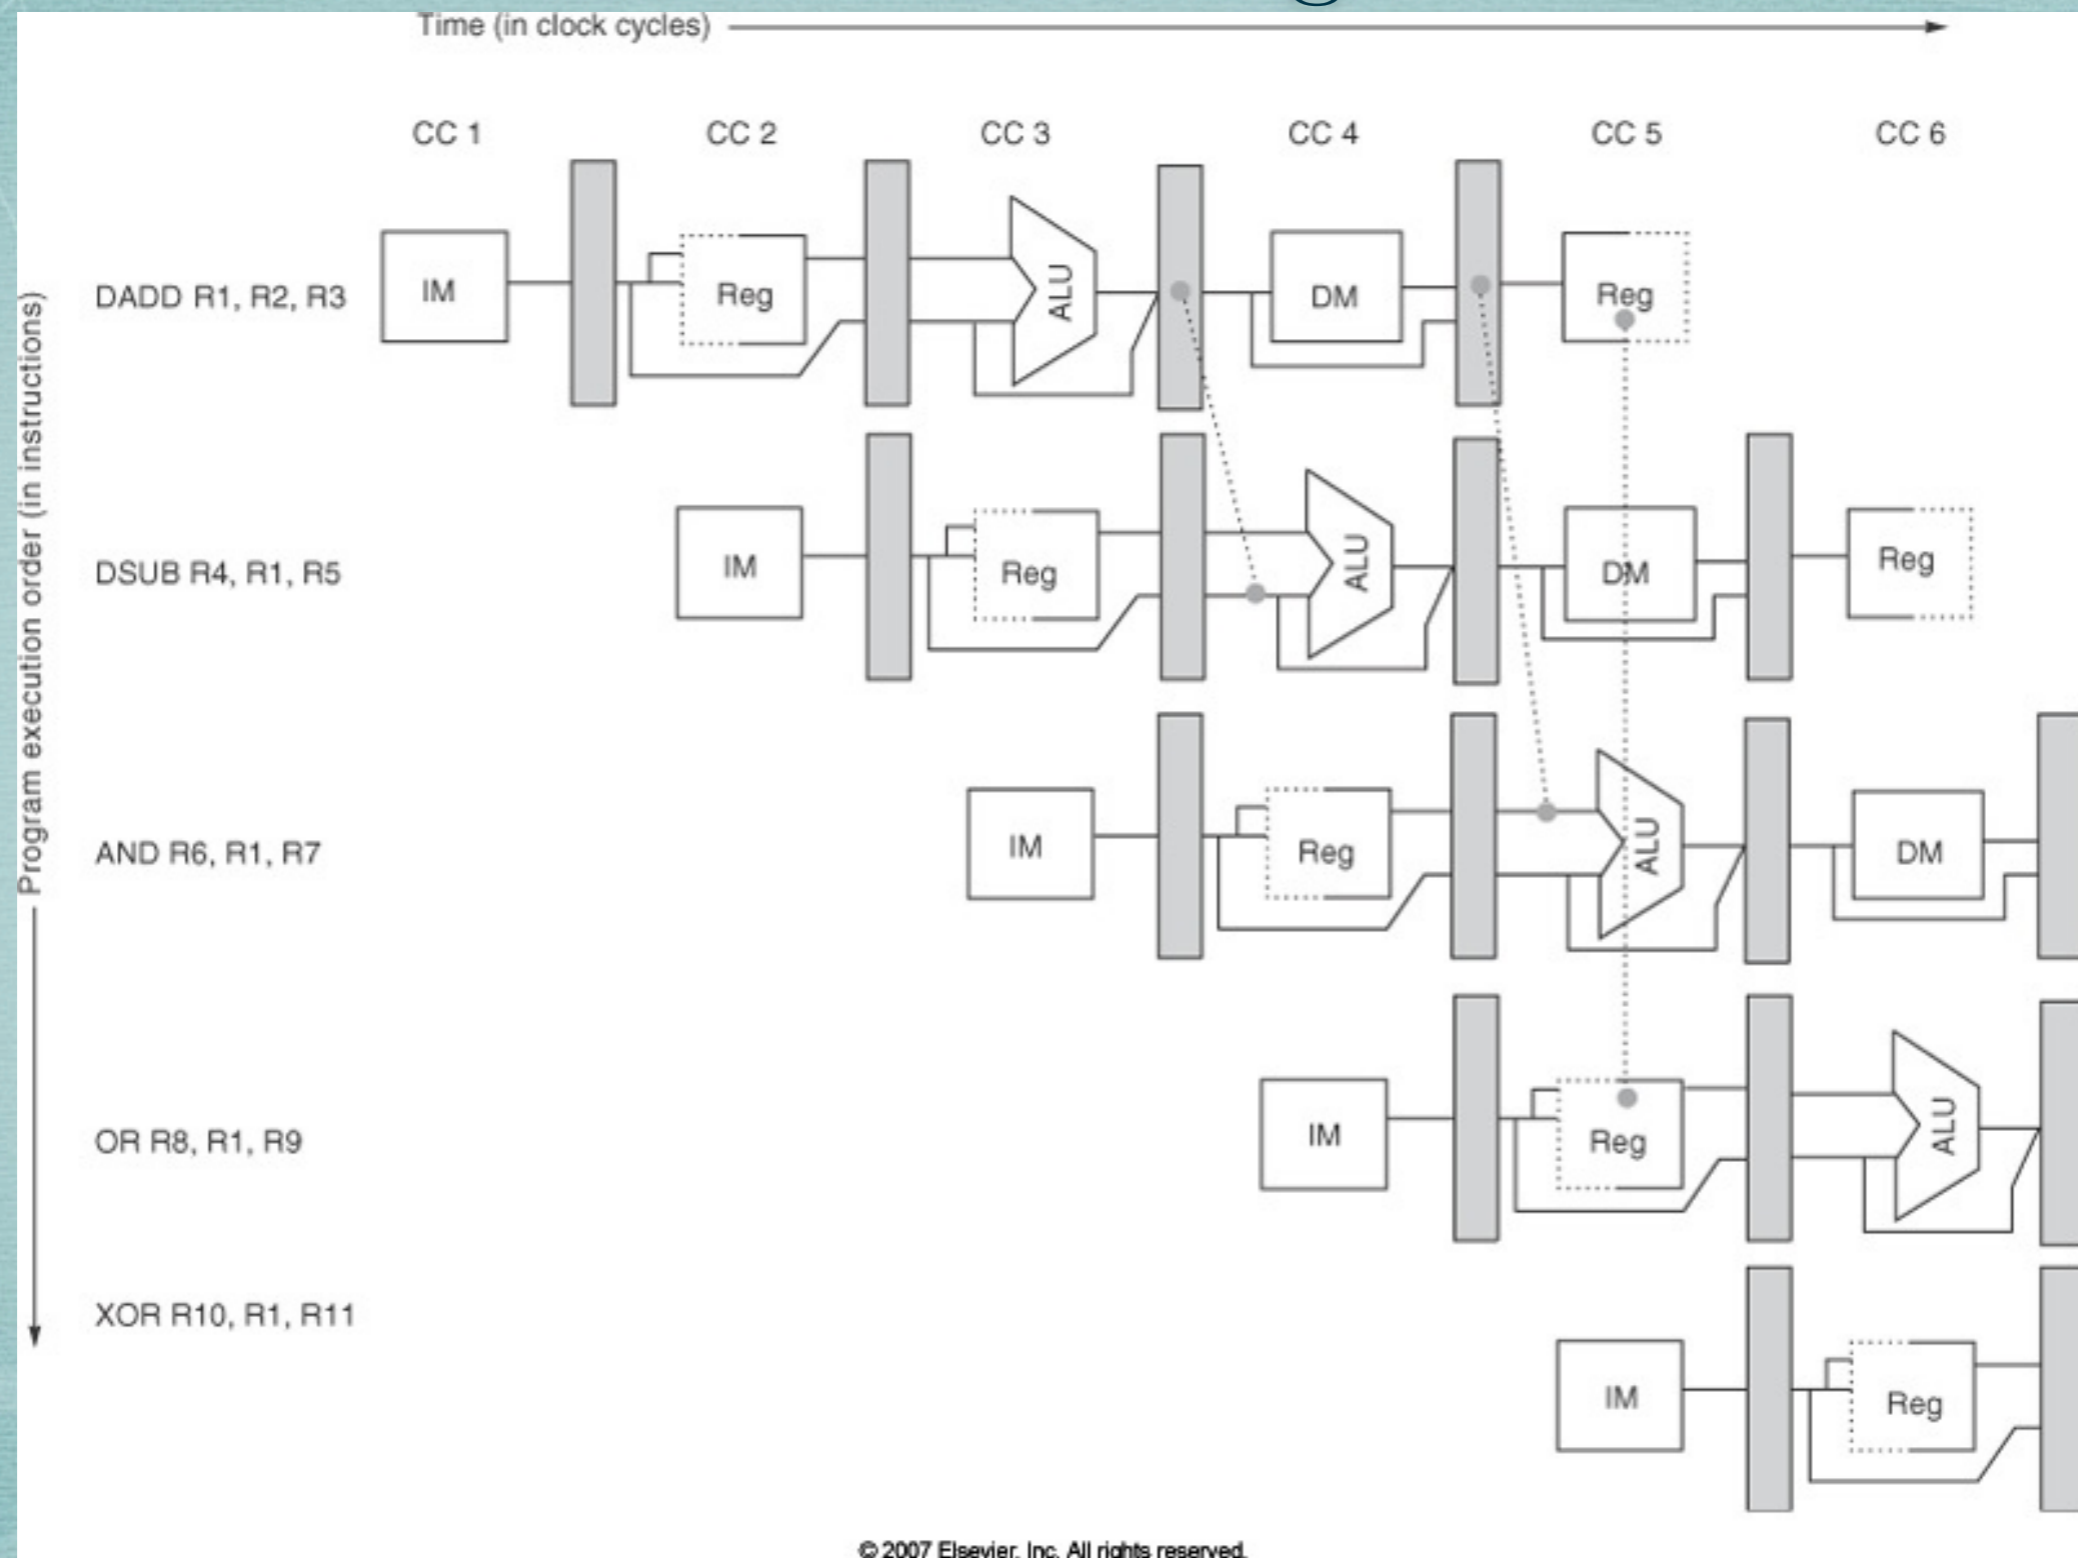 Time (in clock cycles)
CC 1 CC 2 CC 3 CC 4 CC 5 CC 6
Program execution order (in instructions)
DADD R1, R2, R3 IM Reg ALU DM Reg
DSUB R4, R1, R5 IM Reg ALU DM Reg
AND R6, R1, R7 IM Reg ALU DM
OR R8, R1, R9 IM Reg ALU
XOR R10, R1, R11 IM Reg
© 2007 Elsevier, Inc. All rights reserved.